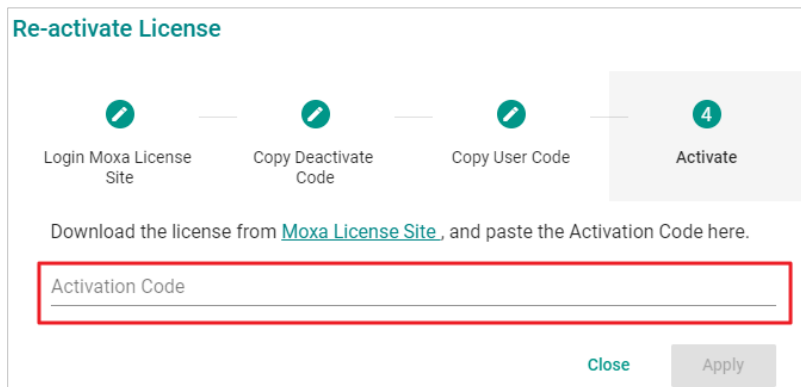 Re-activate License
4
Login Moxa License
Site
Copy Deactivate
Code
Copy User Code
Activate
Download the license from Moxa License Site , and paste the Activation Code here.
Activation Code
Close
Apply